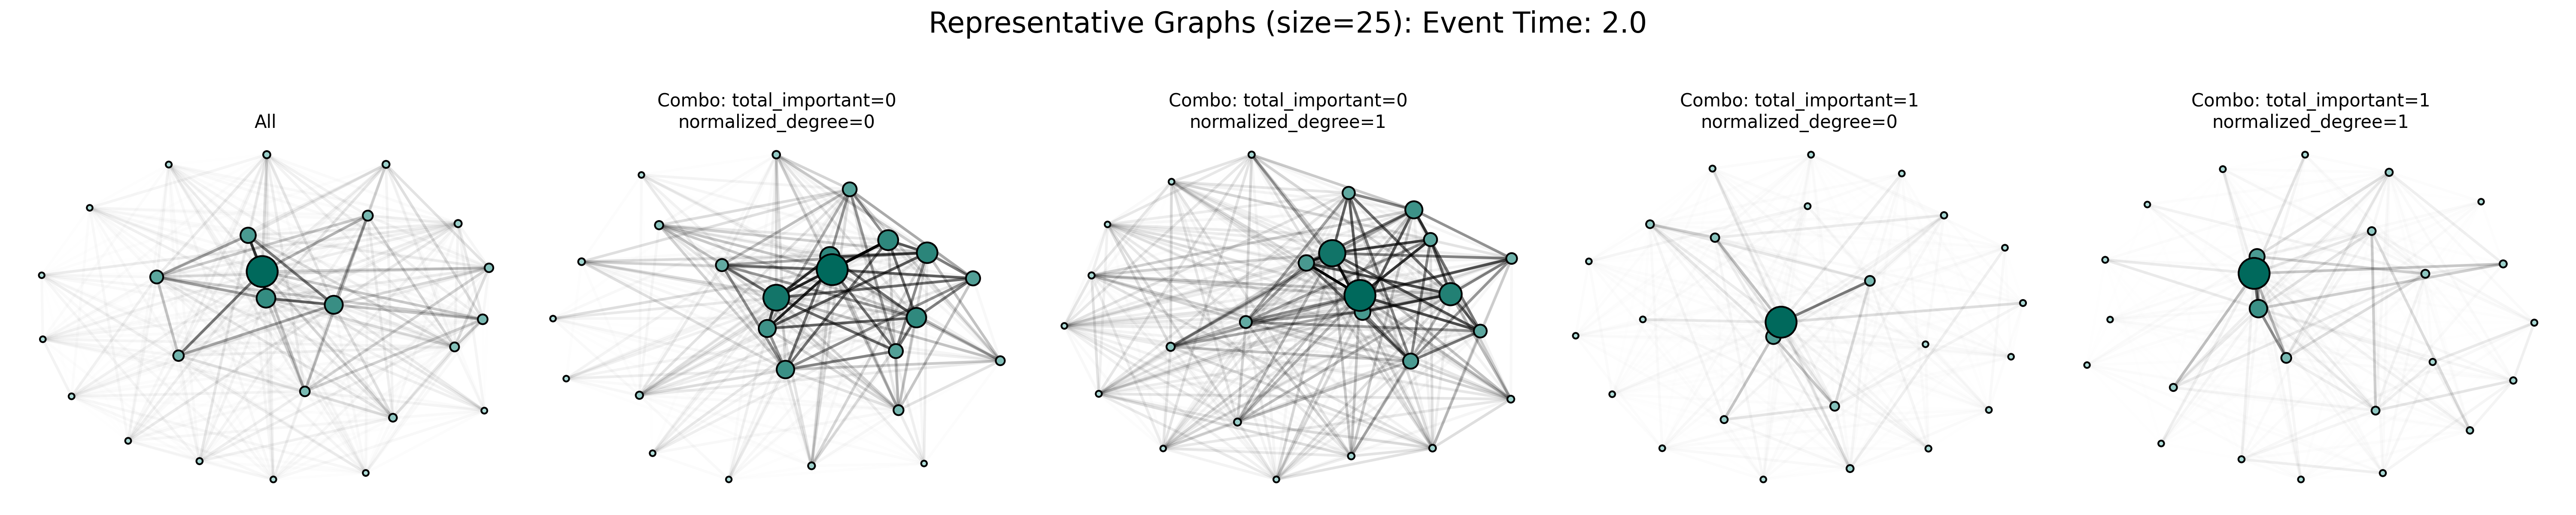 Representative Graphs (size=25): Event Time: 2.0
All
Combo: total_important=0
normalized_degree=0
Combo: total_important=0
normalized_degree=1
Combo: total_important=1
normalized_degree=0
Combo: total_important=1
normalized_degree=1